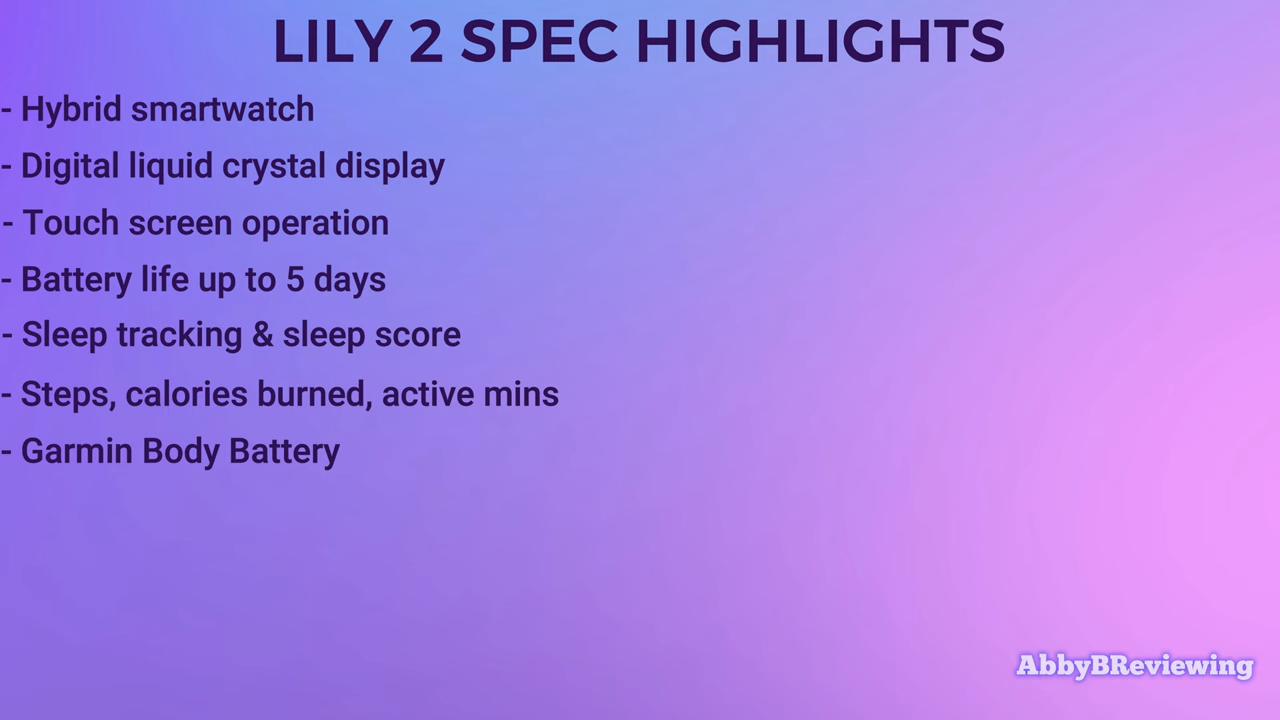 LILY 2 SPEC HIGHLIGHTS
- Hybrid smartwatch
- Digital liquid crystal display
- Touch screen operation
- Battery life up to 5 days
- Sleep tracking & sleep score
- Steps, calories burned, active mins
- Garmin Body Battery
AbbyBReviewing